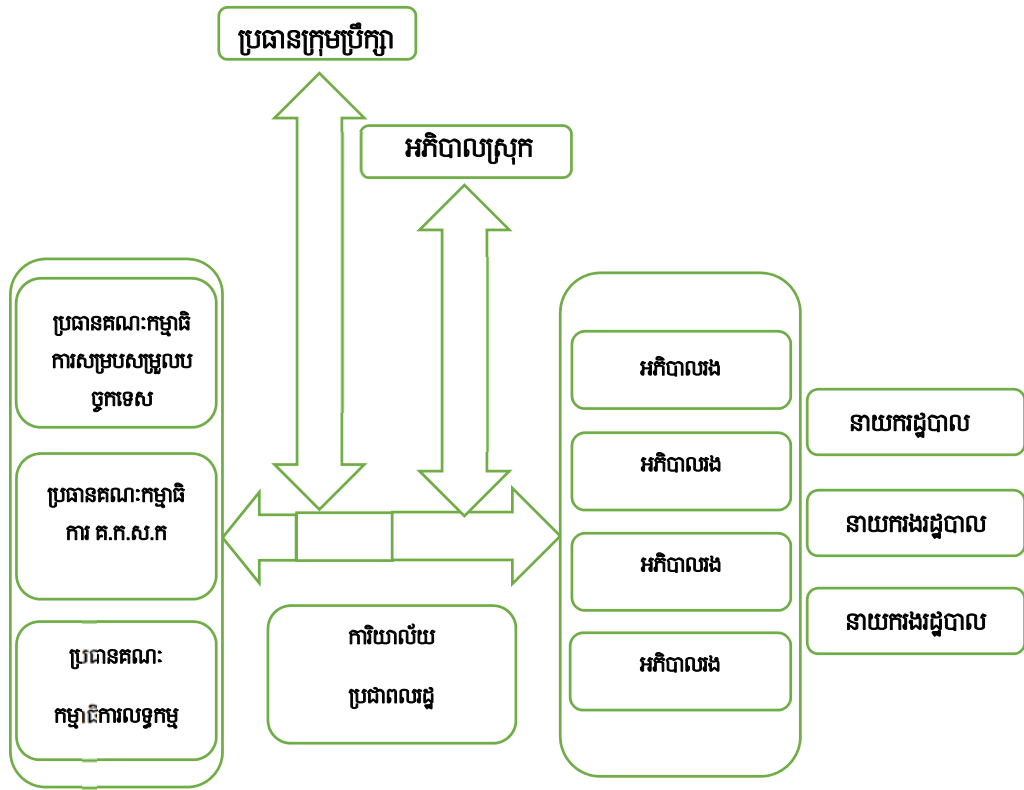 ប្រធានក្រុមប្រឹក្សា
អភិបាលស្រុក
ប្រធានគណៈកម្មាធិ
ការសម្របសម្រួលប
ច្ចេកទេស
ប្រធានគណៈកម្មាធិ
ការ គ.ក.ស.ក
ប្រធានគណៈ
កម្មាធិការលទ្ធកម្ម
ការិយាល័យ
ប្រជាពលរដ្ឋ
អភិបាលរង
អភិបាលរង
អភិបាលរង
អភិបាលរង
នាយករដ្ឋបាល
នាយករងរដ្ឋបាល
នាយករងរដ្ឋបាល